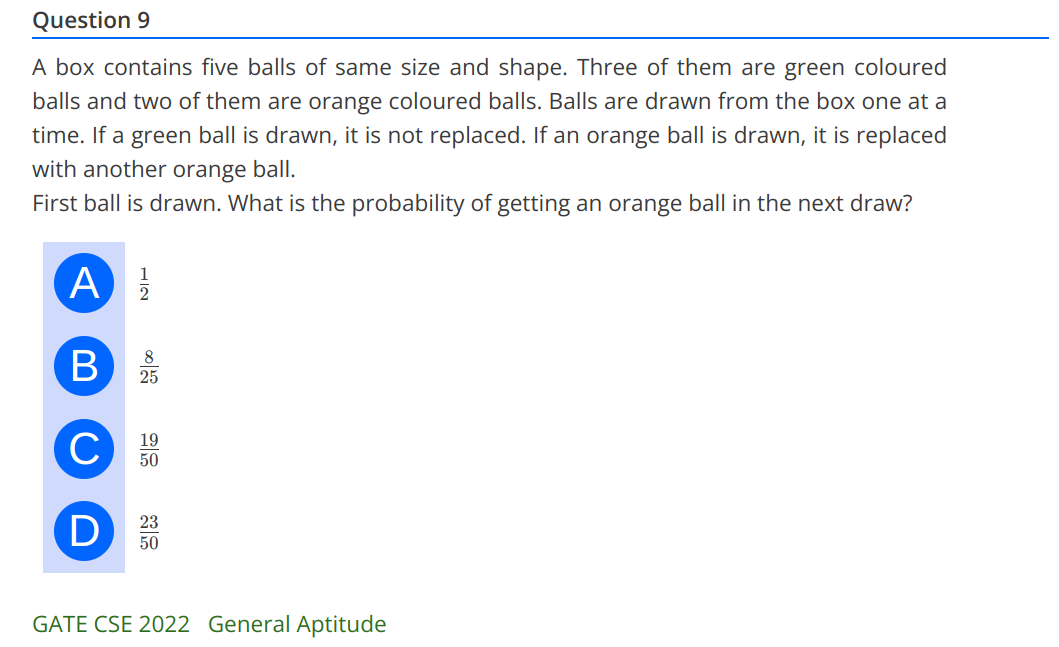 Question 9
A box contains five balls of same size and shape. Three of them are green coloured
balls and two of them are orange coloured balls. Balls are drawn from the box one at a
time. If a green ball is drawn, it is not replaced. If an orange ball is drawn, it is replaced
with another orange ball.
First ball is drawn. What is the probability of getting an orange ball in the next draw?
A 1/2
B 8/25
C 19/50
D 23/50
GATE CSE 2022 General Aptitude